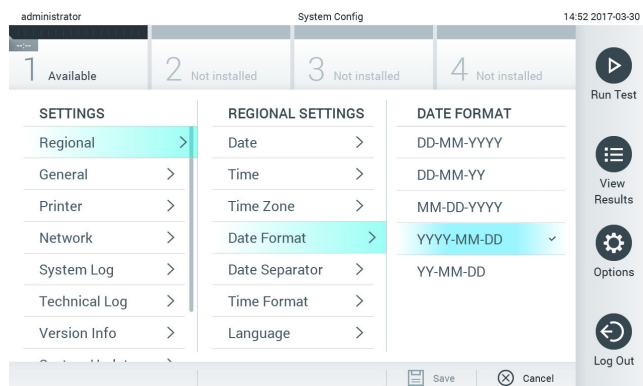 administrator System Config 14:52 2017-03-30
--:--
1 Available 2 Not installed 3 Not installed 4 Not installed
Run Test
SETTINGS
Regional
General
Printer
Network
System Log
Technical Log
Version Info
REGIONAL SETTINGS
Date
Time
Time Zone
Date Format
Date Separator
Time Format
Language
DATE FORMAT
DD-MM-YYYY
DD-MM-YY
MM-DD-YYYY
YYYY-MM-DD
YY-MM-DD
View
Results
Options
Log Out
Save Cancel